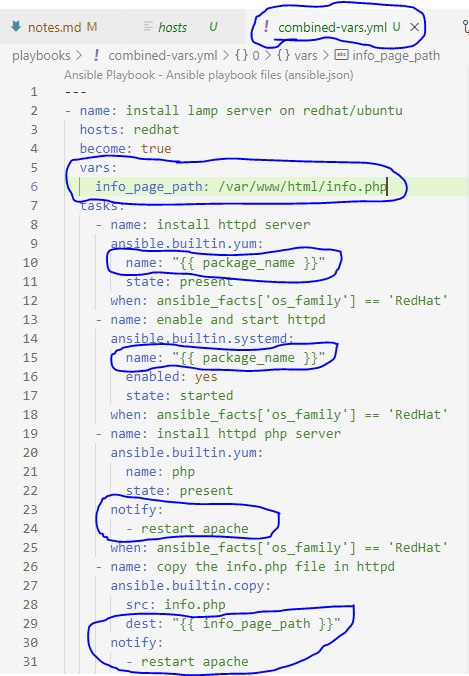 notes.md M hosts U ! combined-vars.yml U ×
playbooks > ! combined-vars.yml > { } 0 > { } vars > abc info_page_path
Ansible Playbook - Ansible playbook files (ansible.json)
1 ---
2 - name: install lamp server on redhat/ubuntu
3 hosts: redhat
4 become: true
5 vars:
6 info_page_path: /var/www/html/info.php
7 tasks:
8 - name: install httpd server
9 ansible.builtin.yum:
10 name: "{{ package_name }}"
11 state: present
12 when: ansible_facts['os_family'] == 'RedHat'
13 - name: enable and start httpd
14 ansible.builtin.systemd:
15 name: "{{ package_name }}"
16 enabled: yes
17 state: started
18 when: ansible_facts['os_family'] == 'RedHat'
19 - name: install httpd php server
20 ansible.builtin.yum:
21 name: php
22 state: present
23 notify:
24 - restart apache
25 when: ansible_facts['os_family'] == 'RedHat'
26 - name: copy the info.php file in httpd
27 ansible.builtin.copy:
28 src: info.php
29 dest: "{{ info_page_path }}"
30 notify:
31 - restart apache